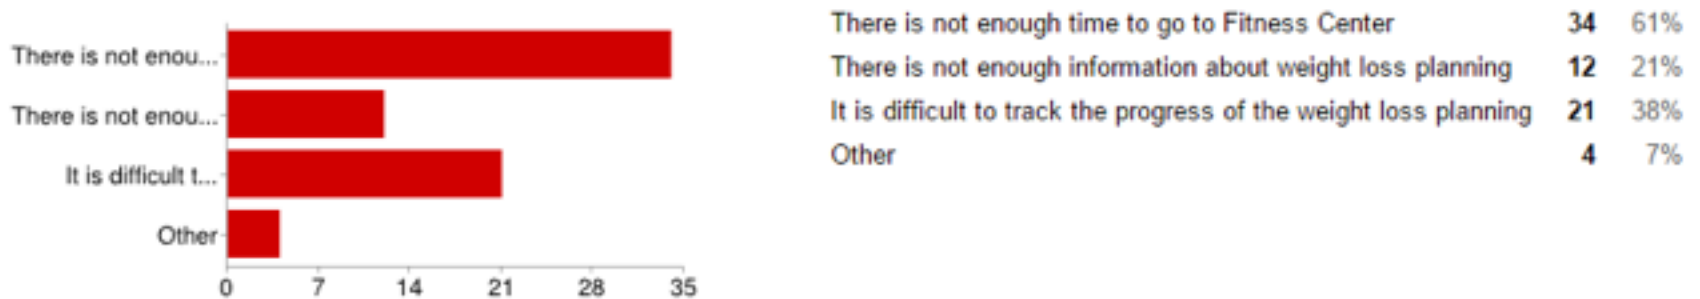 There is not enou...
There is not enou...
It is difficult t...
Other
0 7 14 21 28 35
There is not enough time to go to Fitness Center 34 61%
There is not enough information about weight loss planning 12 21%
It is difficult to track the progress of the weight loss planning 21 38%
Other 4 7%